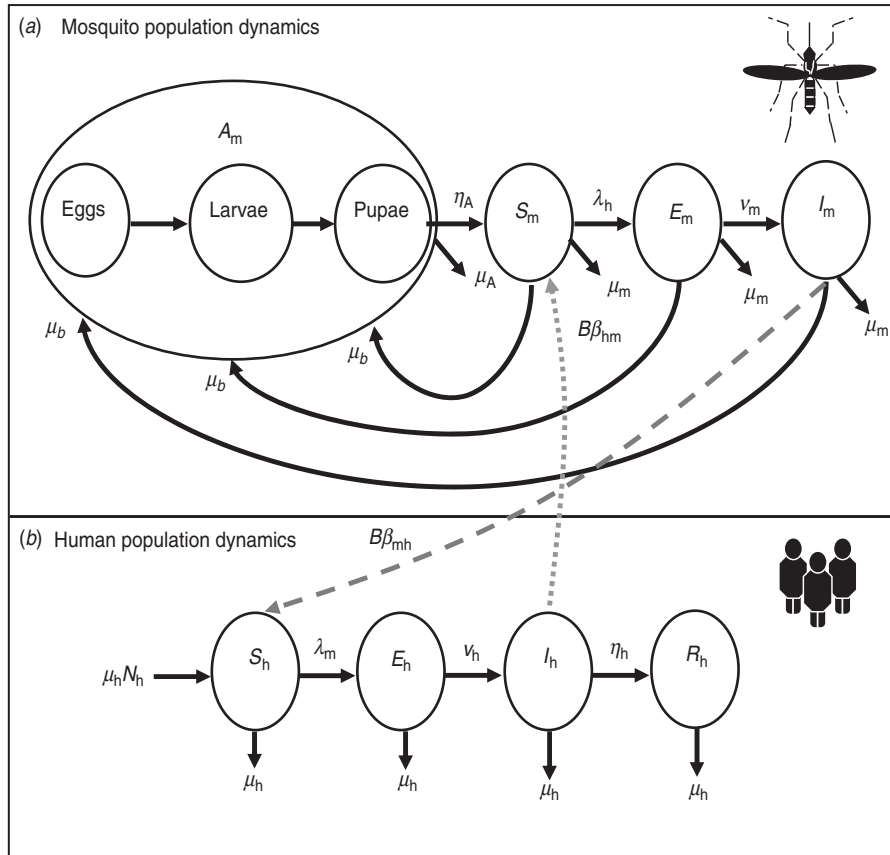 (a) Mosquito population dynamics
A_m
Eggs
Larvae
Pupae
η_A
S_m
λ_h
E_m
ν_m
I_m
μ_A
μ_m
μ_m
μ_m
μ_b
μ_b
μ_b
Bβ_hm
(b) Human population dynamics
Bβ_mh
μ_hN_h
S_h
λ_m
E_h
ν_h
I_h
η_h
R_h
μ_h
μ_h
μ_h
μ_h